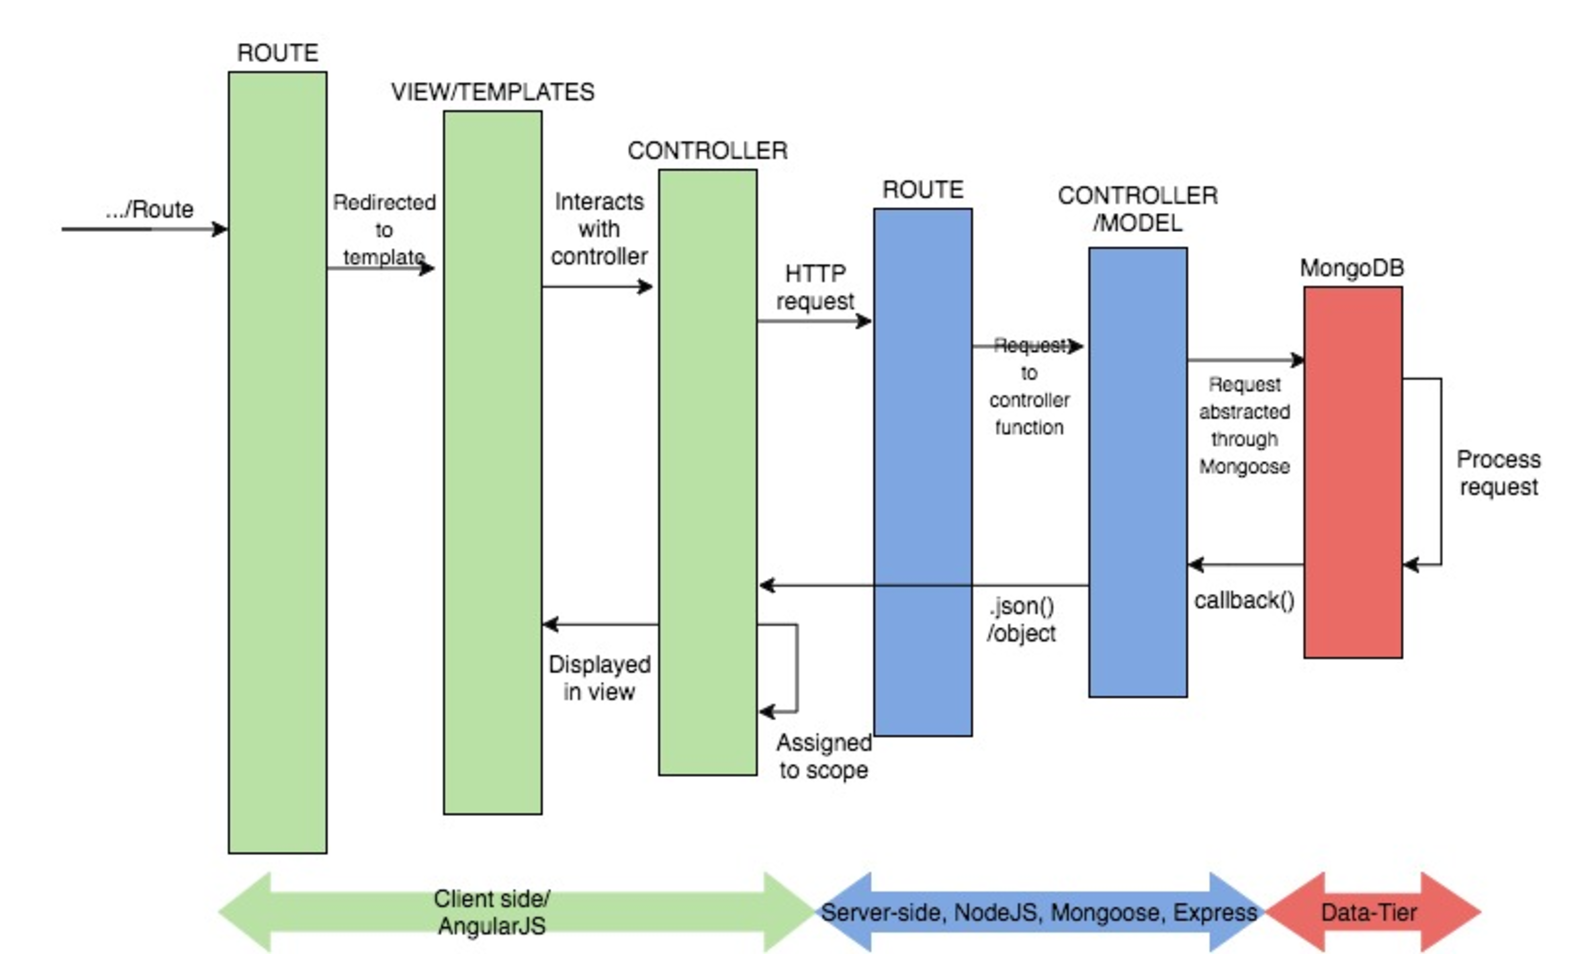 ROUTE
VIEW/TEMPLATES
CONTROLLER
ROUTE
CONTROLLER
/MODEL
MongoDB
.../Route
Redirected
to
template
Interacts
with
controller
HTTP
request
Request
to
controller
function
Request
abstracted
through
Mongoose
Process
request
callback()
.json()
/object
Displayed
in view
Assigned
to scope
Client side/
AngularJS
Server-side, NodeJS, Mongoose, Express
Data-Tier